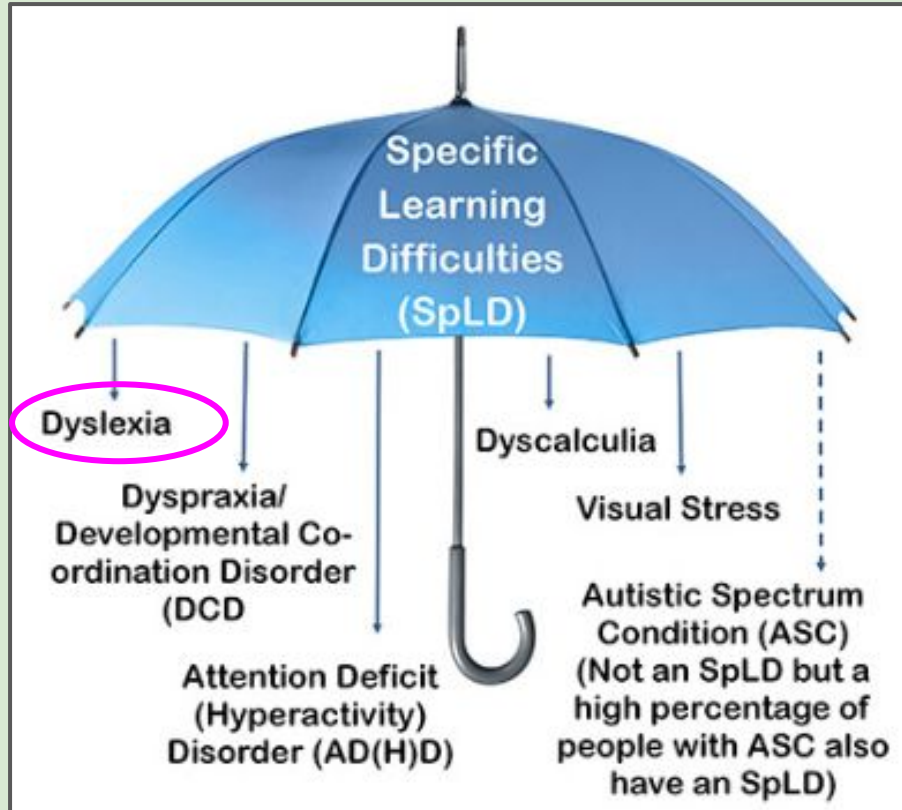 Specific
Learning
Difficulties
(SpLD)
Dyslexia
Dyspraxia/
Developmental Co-
ordination Disorder
(DCD
Attention Deficit
(Hyperactivity)
Disorder (AD(H)D)
Dyscalculia
Visual Stress
Autistic Spectrum
Condition (ASC)
(Not an SpLD but a
high percentage of
people with ASC also
have an SpLD)